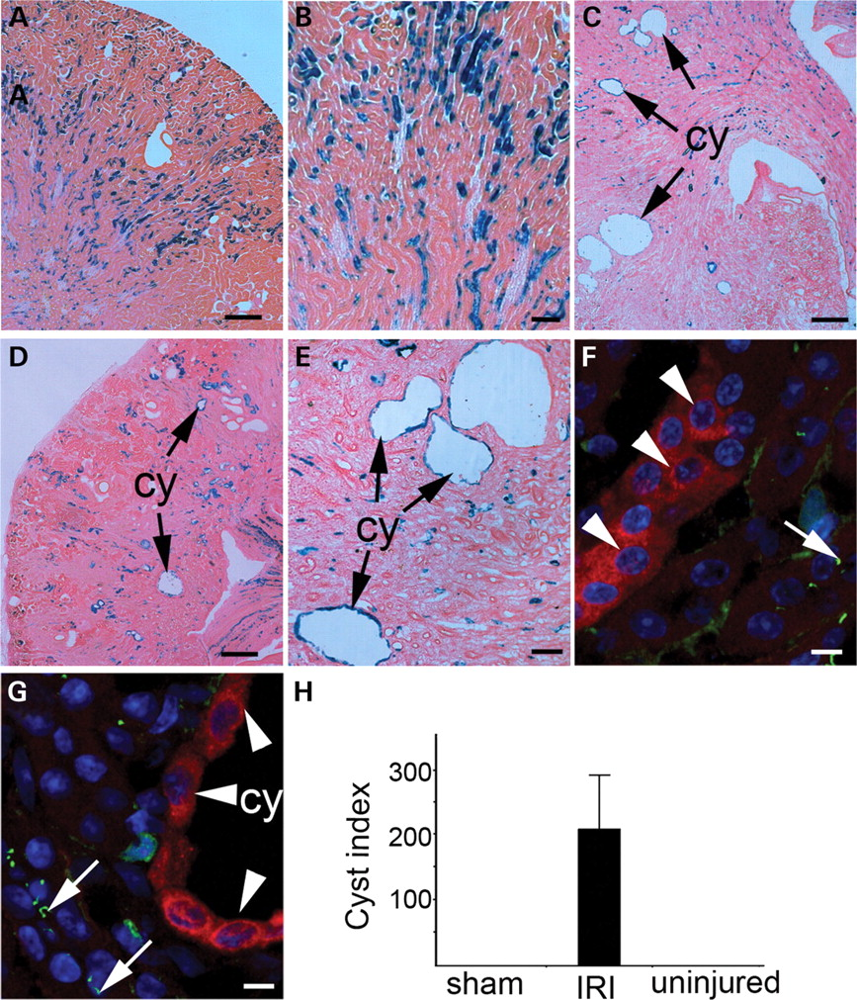 A
A
B
C
cy
D
cy
E
cy
F
G
cy
H
Cyst index
300
200
100
sham IRI uninjured